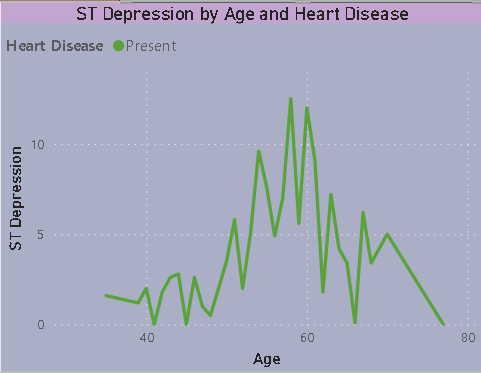 ST Depression by Age and Heart Disease
Heart Disease Present
10
5
0
ST Depression
40 60 80
Age